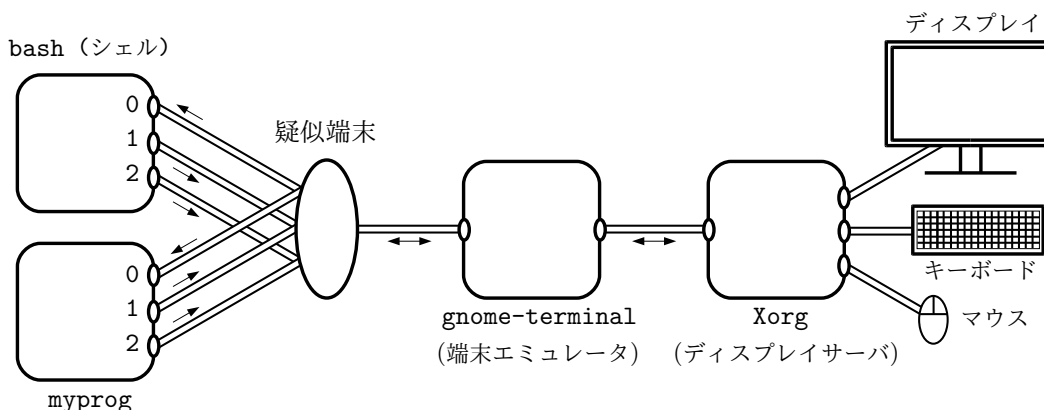 bash（シェル）
0
1
2
0
1
2
myprog
疑似端末
gnome-terminal
(端末エミュレータ)
Xorg
(ディスプレイサーバ)
ディスプレイ
キーボード
マウス